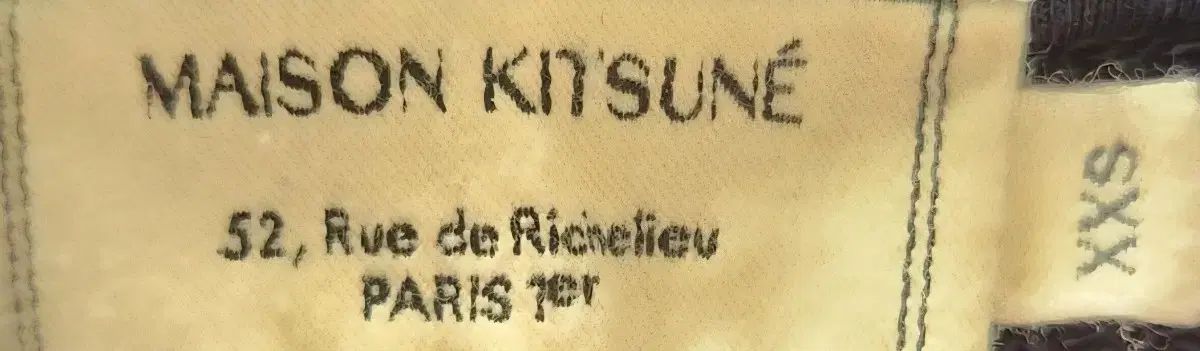 MAISON KITSUNÉ
52, Rue de Richelieu
PARIS 1er
XXS